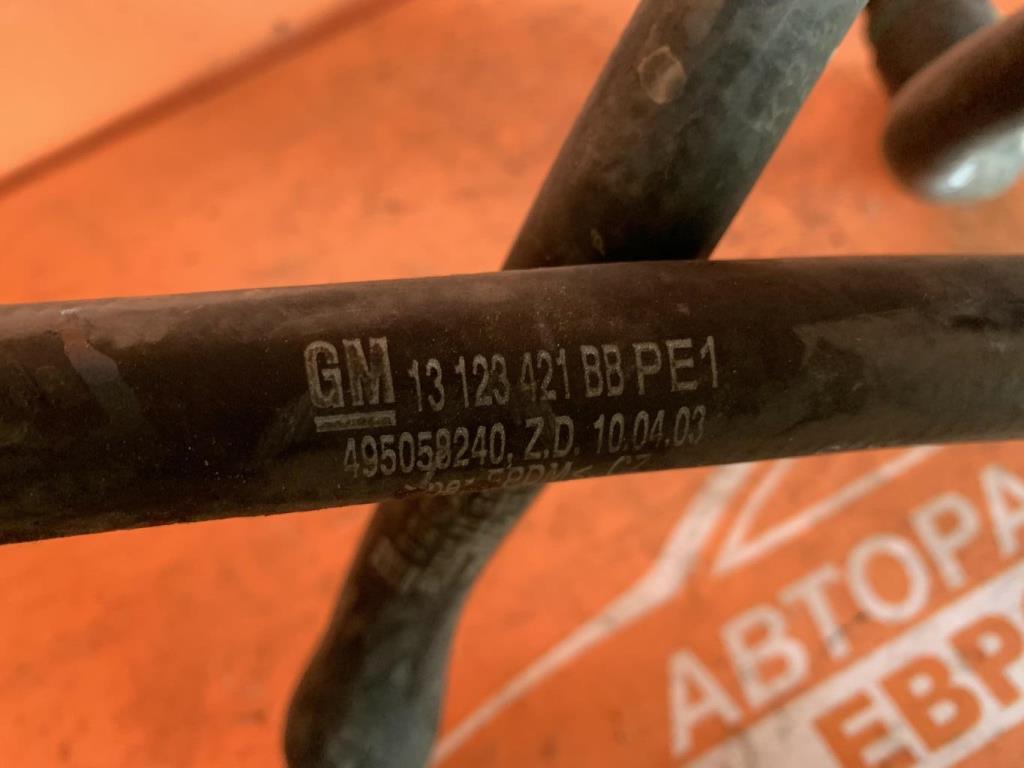 GM 13 123 421 BB PE1
495058240, Z.D. 10.04.03
АВТОРА
ЕВР